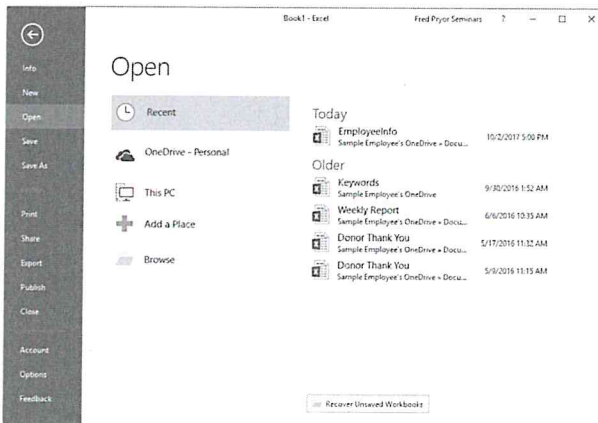 Book1 - Excel
Fred Pryor Seminars
?
Info
New
Open
Save
Save As
Print
Share
Export
Publish
Close
Account
Options
Feedback
Open
Recent
OneDrive - Personal
This PC
Add a Place
Browse
Today
EmployeeInfo
10/2/2017 5:00 PM
Sample Employee's OneDrive » Docu...
Older
Keywords
9/30/2016 1:52 AM
Sample Employee's OneDrive
Weekly Report
6/6/2016 10:35 AM
Sample Employee's OneDrive » Docu...
Donor Thank You
5/17/2016 11:32 AM
Sample Employee's OneDrive » Docu...
Donor Thank You
5/9/2016 11:15 AM
Sample Employee's OneDrive » Docu...
Recover Unsaved Workbooks